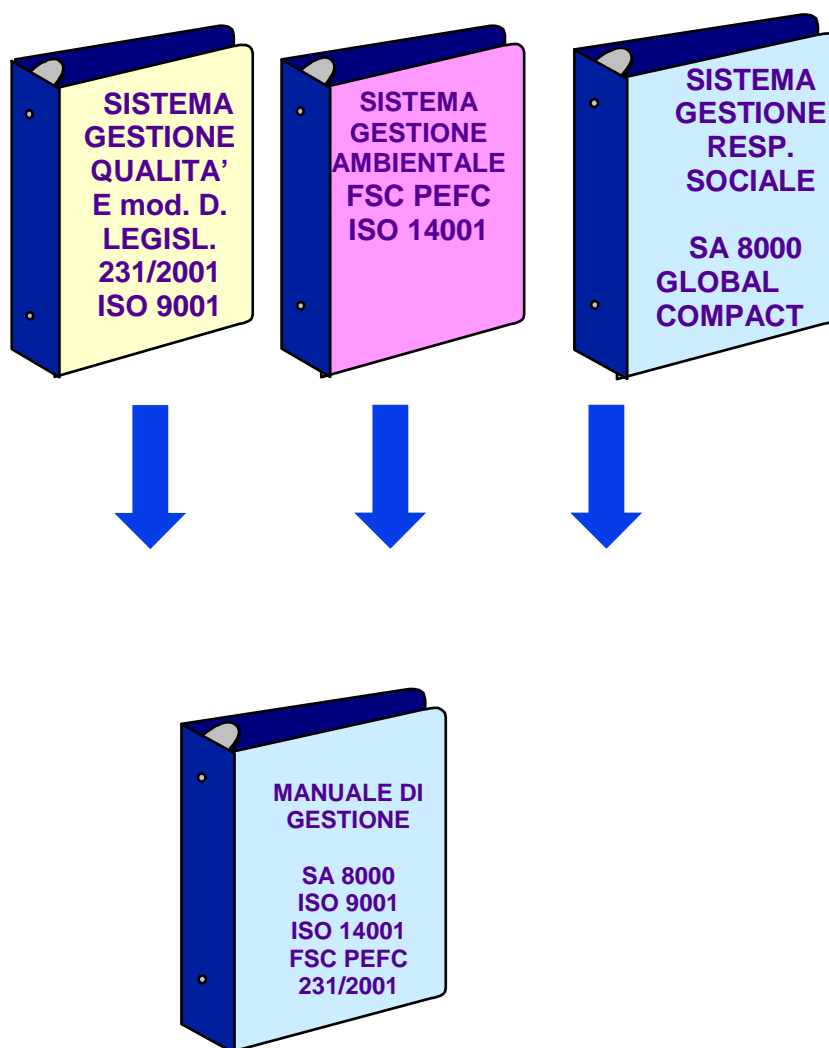 SISTEMA
GESTIONE
QUALITA’
E mod. D.
LEGISL.
231/2001
ISO 9001
SISTEMA
GESTIONE
AMBIENTALE
FSC PEFC
ISO 14001
SISTEMA
GESTIONE
RESP.
SOCIALE
SA 8000
GLOBAL
COMPACT
MANUALE DI
GESTIONE
SA 8000
ISO 9001
ISO 14001
FSC PEFC
231/2001